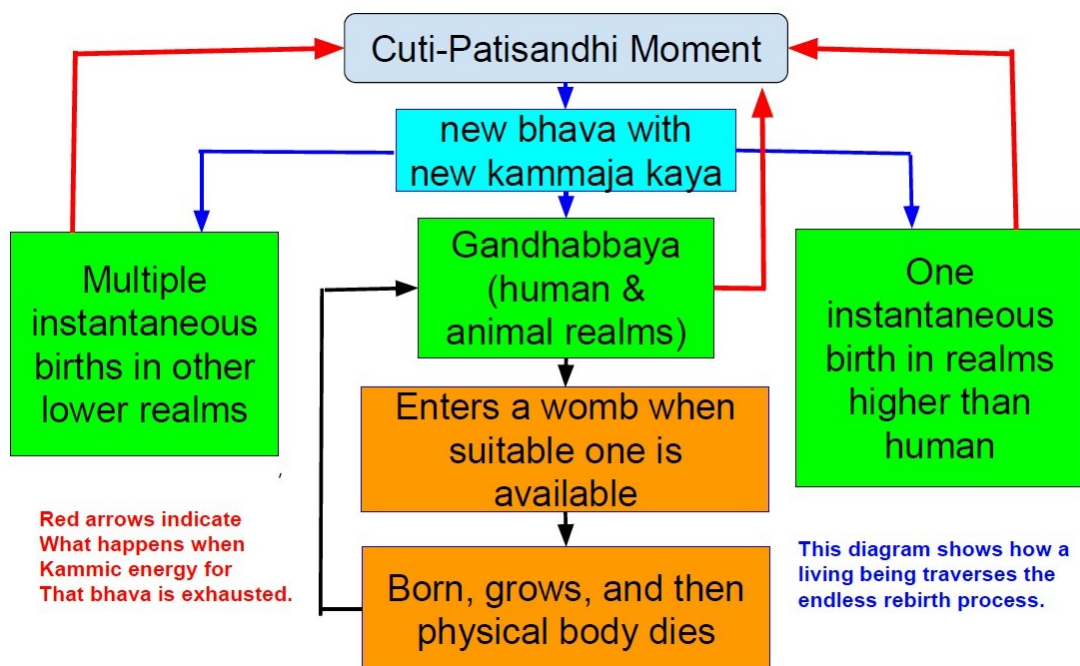 Cuti-Patisandhi Moment
new bhava with
new kammaja kaya
Multiple
instantaneous
births in other
lower realms
Gandhabbaya
(human &
animal realms)
One
instantaneous
birth in realms
higher than
human
Enters a womb when
suitable one is
available
Born, grows, and then
physical body dies
Red arrows indicate
What happens when
Kammic energy for
That bhava is exhausted.
This diagram shows how a
living being traverses the
endless rebirth process.